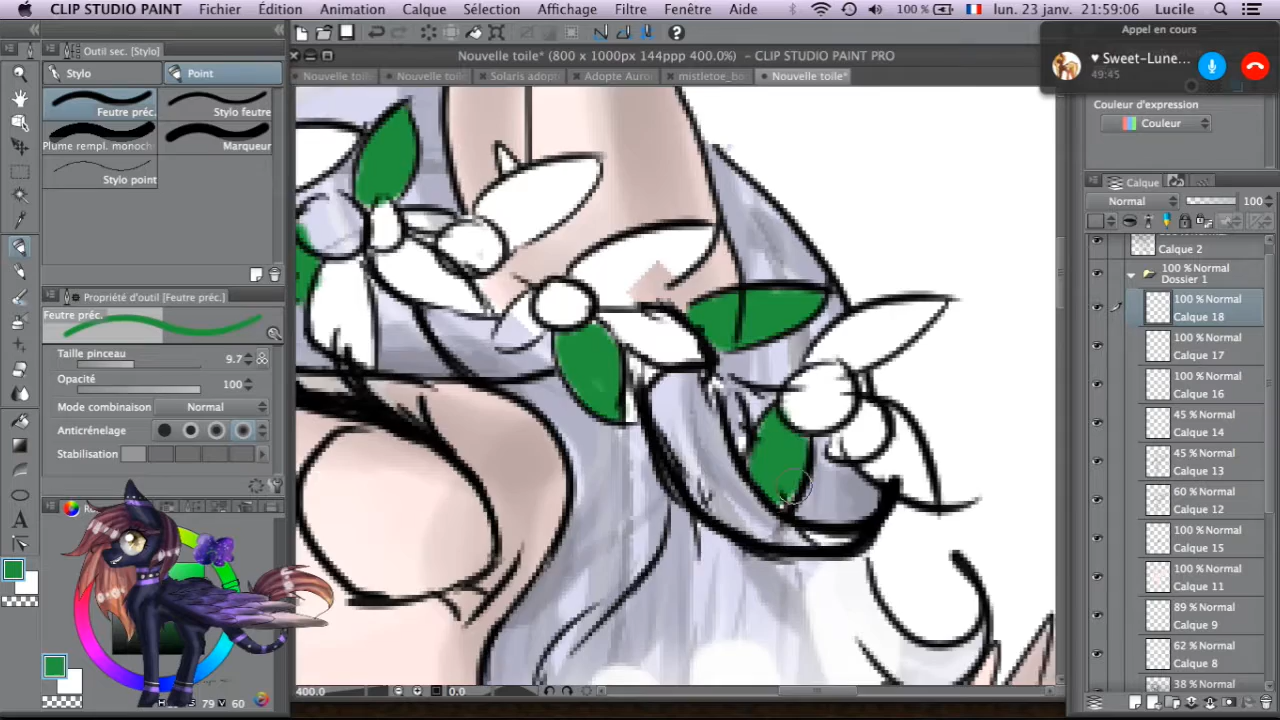 CLIP STUDIO PAINT Fichier Édition Animation Calque Sélection Affichage Filtre Fenêtre Aide 100 % lun. 23 janv. 21:59:06 Lucile
Appel en cours
♥ Sweet-Lune...
49:45
Outil sec. [Stylo]
Nouvelle toile* (800 x 1000px 144ppp 400.0%) - CLIP STUDIO PAINT PRO
Stylo Point
Nouvelle toile* Nouvelle toile* Solaris adopt Adopte Auro mistletoe_bo Nouvelle toile*
Feutre préc. Stylo feutre
Plume rempl. monoch Marqueur
Stylo point
Couleur d'expression
Couleur
Calque
Normal 100
Calque 2
100 % Normal
Dossier 1
100 % Normal
Calque 18
100 % Normal
Calque 17
100 % Normal
Calque 16
45 % Normal
Calque 14
45 % Normal
Calque 13
60 % Normal
Calque 12
100 % Normal
Calque 15
100 % Normal
Calque 11
89 % Normal
Calque 9
62 % Normal
Calque 8
38 % Normal
Propriété d'outil [Feutre préc.]
Feutre préc.
Taille pinceau 9.7
Opacité 100
Mode combinaison Normal
Anticrénelage
Stabilisation
79 V 60
400.0 0.0